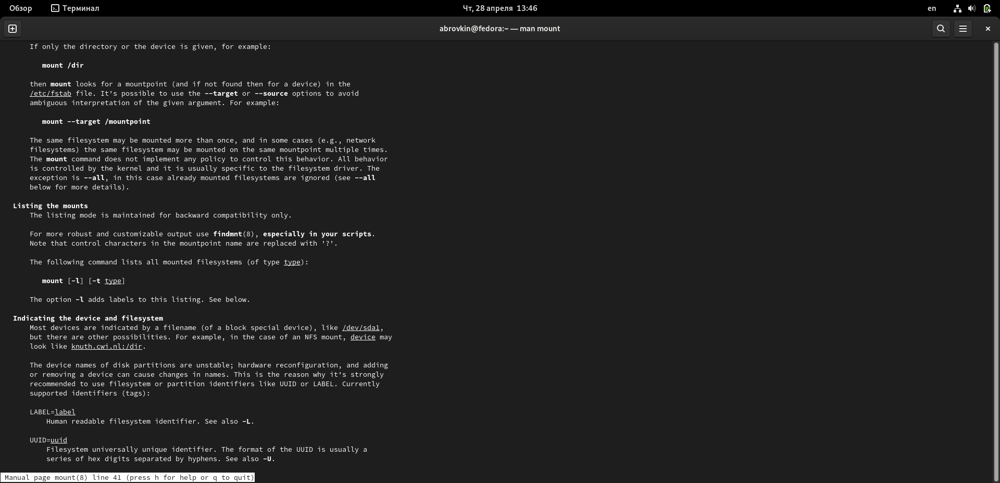 Обзор Терминал Чт, 28 апреля 13:46 en
abrovkin@fedora:~ — man mount
If only the directory or the device is given, for example:
mount /dir
then mount looks for a mountpoint (and if not found then for a device) in the
/etc/fstab file. It’s possible to use the --target or --source options to avoid
ambiguous interpretation of the given argument. For example:
mount --target /mountpoint
The same filesystem may be mounted more than once, and in some cases (e.g., network
filesystems) the same filesystem may be mounted on the same mountpoint multiple times.
The mount command does not implement any policy to control this behavior. All behavior
is controlled by the kernel and it is usually specific to the filesystem driver. The
exception is --all, in this case already mounted filesystems are ignored (see --all
below for more details).
Listing the mounts
The listing mode is maintained for backward compatibility only.
For more robust and customizable output use findmnt(8), especially in your scripts.
Note that control characters in the mountpoint name are replaced with '?'.
The following command lists all mounted filesystems (of type type):
mount [-l] [-t type]
The option -l adds labels to this listing. See below.
Indicating the device and filesystem
Most devices are indicated by a filename (of a block special device), like /dev/sda1,
but there are other possibilities. For example, in the case of an NFS mount, device may
look like knuth.cwi.nl:/dir.
The device names of disk partitions are unstable; hardware reconfiguration, and adding
or removing a device can cause changes in names. This is the reason why it’s strongly
recommended to use filesystem or partition identifiers like UUID or LABEL. Currently
supported identifiers (tags):
LABEL=label
Human readable filesystem identifier. See also -L.
UUID=uuid
Filesystem universally unique identifier. The format of the UUID is usually a
series of hex digits separated by hyphens. See also -U.
Manual page mount(8) line 41 (press h for help or q to quit)